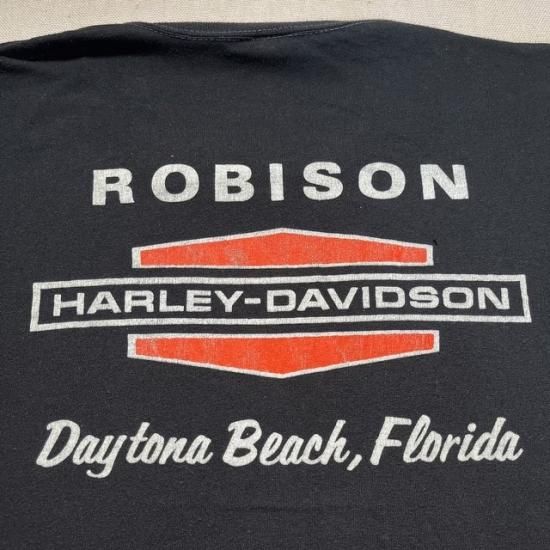 ROBISON
HARLEY-DAVIDSON
Daytona Beach, Florida